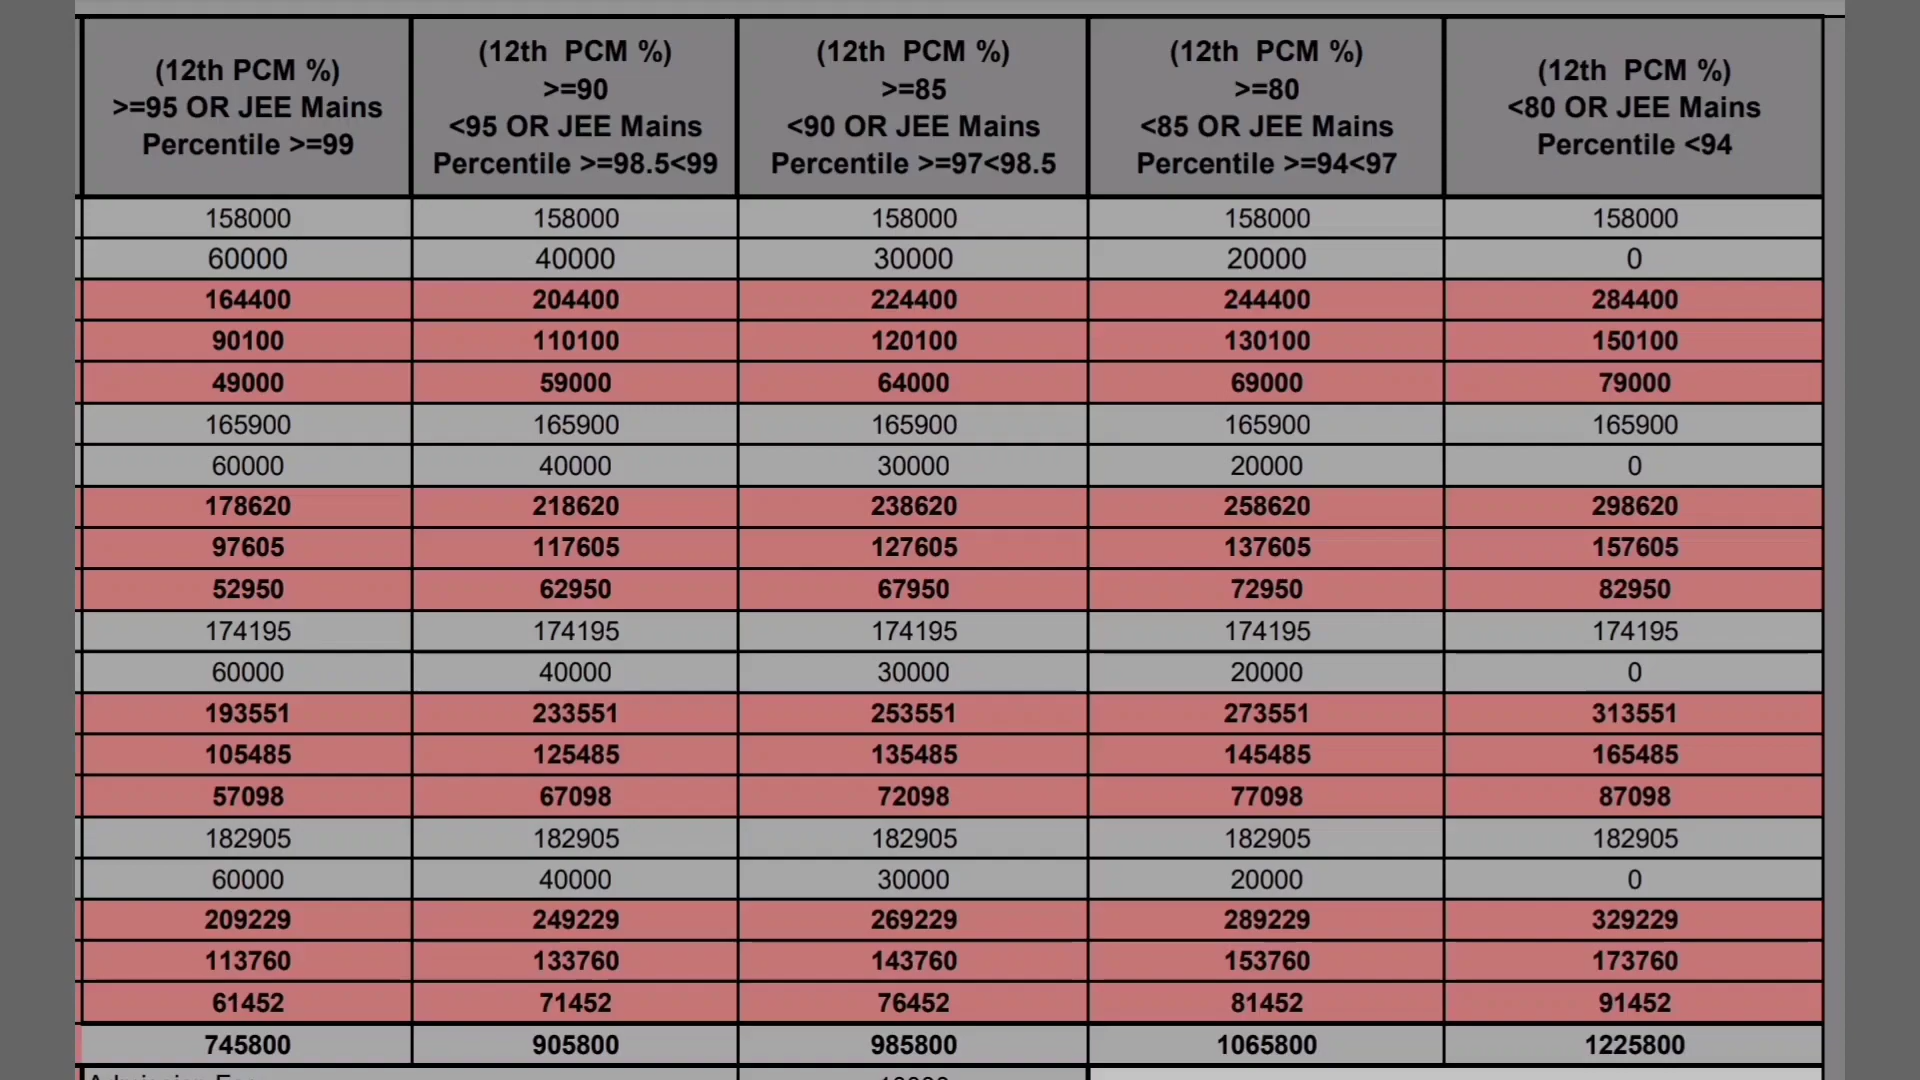 (12th PCM %) >=95 OR JEE Mains Percentile >=99 (12th PCM %) >=90 <95 OR JEE Mains Percentile >=98.5<99 (12th PCM %) >=85 <90 OR JEE Mains Percentile >=97<98.5 (12th PCM %) >=80 <85 OR JEE Mains Percentile >=94<97 (12th PCM %) <80 OR JEE Mains Percentile <94
158000 158000 158000 158000 158000
60000 40000 30000 20000 0
164400 204400 224400 244400 284400
90100 110100 120100 130100 150100
49000 59000 64000 69000 79000
165900 165900 165900 165900 165900
60000 40000 30000 20000 0
178620 218620 238620 258620 298620
97605 117605 127605 137605 157605
52950 62950 67950 72950 82950
174195 174195 174195 174195 174195
60000 40000 30000 20000 0
193551 233551 253551 273551 313551
105485 125485 135485 145485 165485
57098 67098 72098 77098 87098
182905 182905 182905 182905 182905
60000 40000 30000 20000 0
209229 249229 269229 289229 329229
113760 133760 143760 153760 173760
61452 71452 76452 81452 91452
745800 905800 985800 1065800 1225800